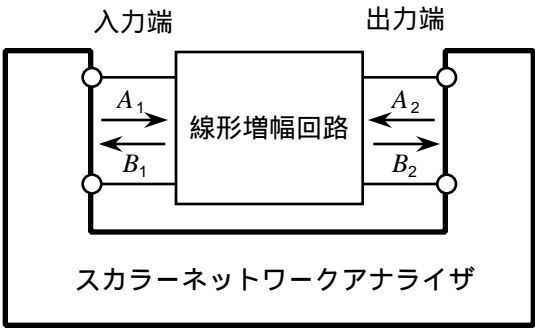 入力端
出力端
A1
A2
線形増幅回路
B1
B2
スカラーネットワークアナライザ